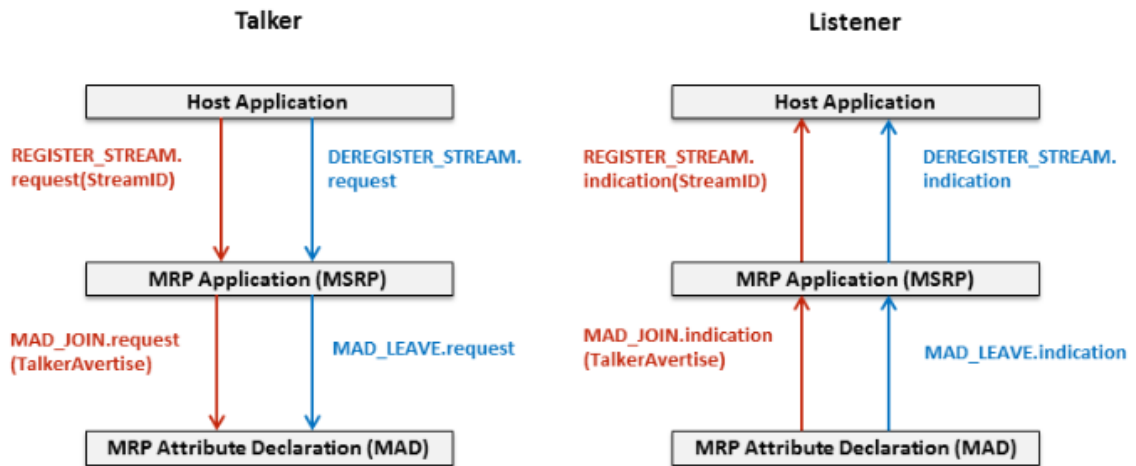 Talker
Host Application
REGISTER_STREAM.
request(StreamID)
DEREGISTER_STREAM.
request
MRP Application (MSRP)
MAD_JOIN.request
(TalkerAvertise)
MAD_LEAVE.request
MRP Attribute Declaration (MAD)
Listener
Host Application
REGISTER_STREAM.
indication(StreamID)
DEREGISTER_STREAM.
indication
MRP Application (MSRP)
MAD_JOIN.indication
(TalkerAvertise)
MAD_LEAVE.indication
MRP Attribute Declaration (MAD)